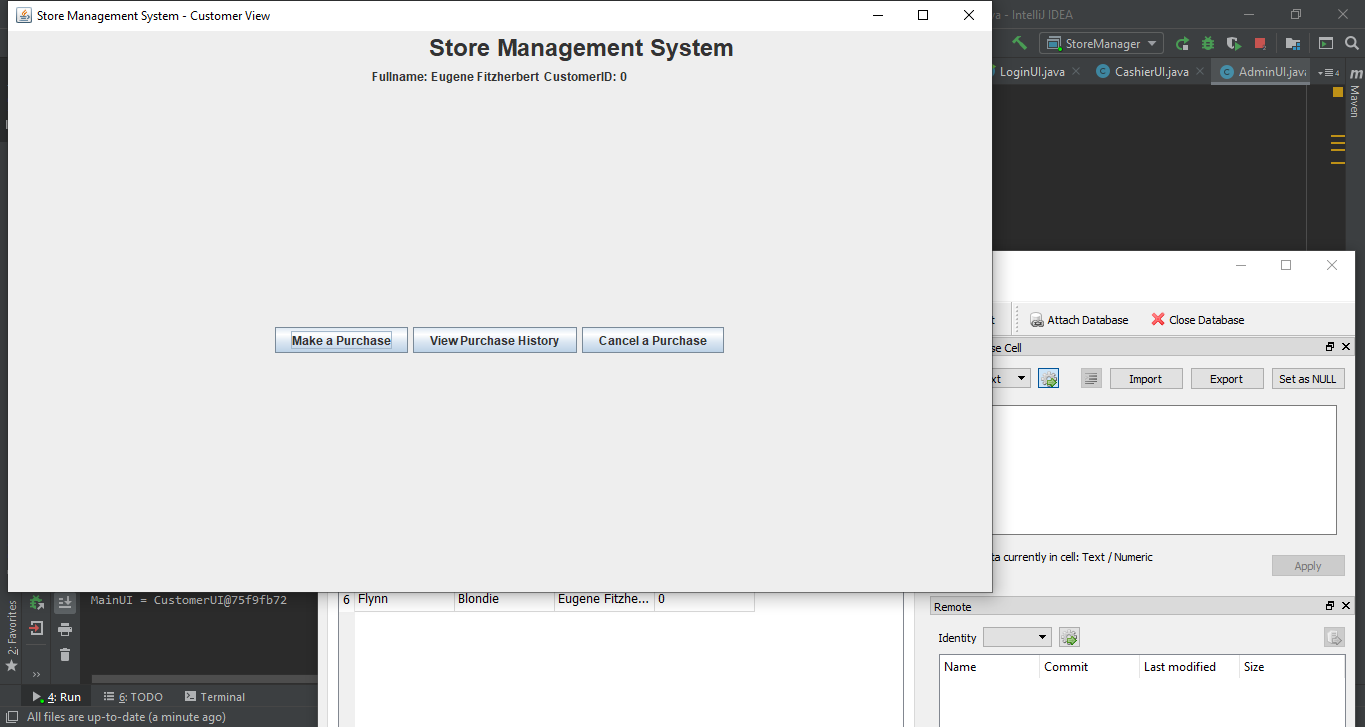 Store Management System - Customer View
Store Management System
Fullname: Eugene Fitzherbert CustomerID: 0
Make a Purchase
View Purchase History
Cancel a Purchase
- IntelliJ IDEA
StoreManager
LoginUI.java
CashierUI.java
AdminUI.java
4
m
Maven
Attach Database
Close Database
Cell
Import
Export
Set as NULL
currently in cell: Text / Numeric
Apply
Remote
Identity
Name
Commit
Last modified
Size
6 Flynn Blondie Eugene Fitzhe... 0
MainUI = CustomerUI@75f9fb72
2: Favorites
4: Run
6: TODO
Terminal
All files are up-to-date (a minute ago)